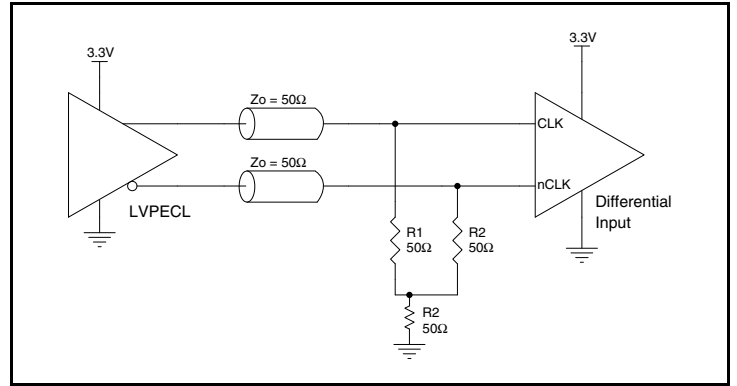 3.3V
3.3V
Zo = 50Ω
CLK
Zo = 50Ω
nCLK
LVPECL
Differential
Input
R1
50Ω
R2
50Ω
R2
50Ω